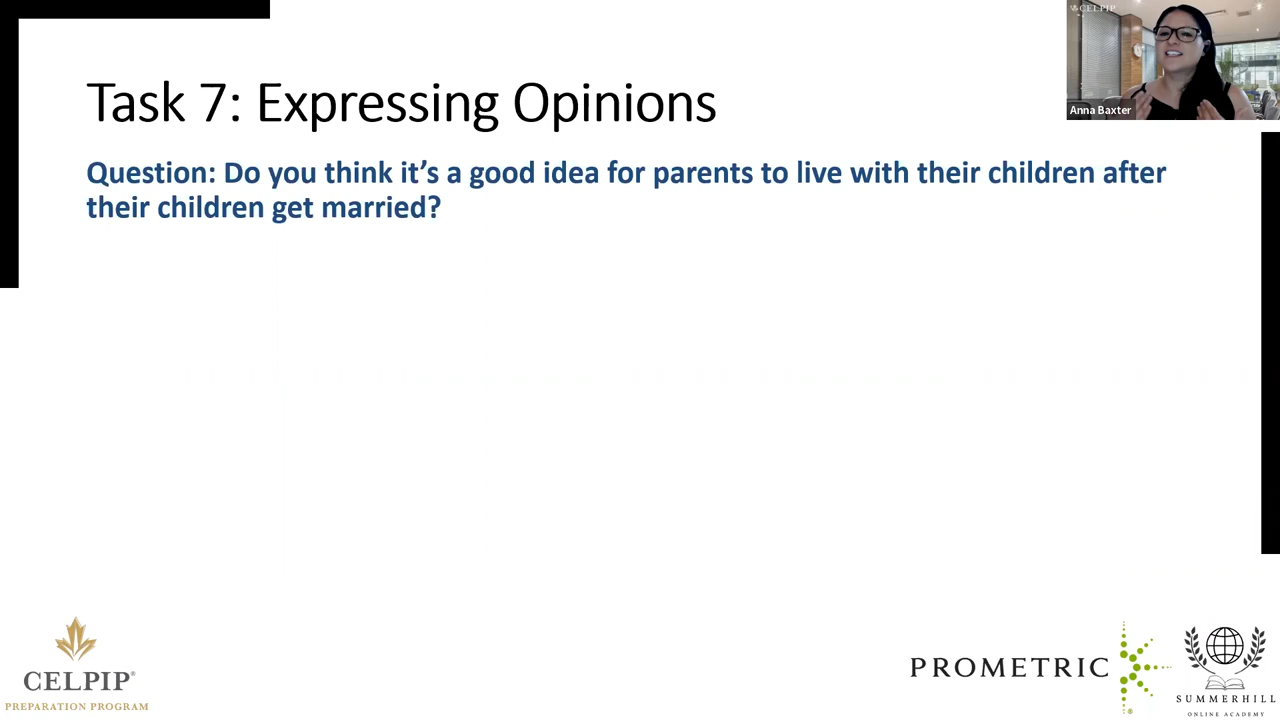 CELPIP
Anna Baxter
Task 7: Expressing Opinions
Question: Do you think it’s a good idea for parents to live with their children after
their children get married?
CELPIP®
PREPARATION PROGRAM
PROMETRIC
SUMMERHILL
ONLINE ACADEMY